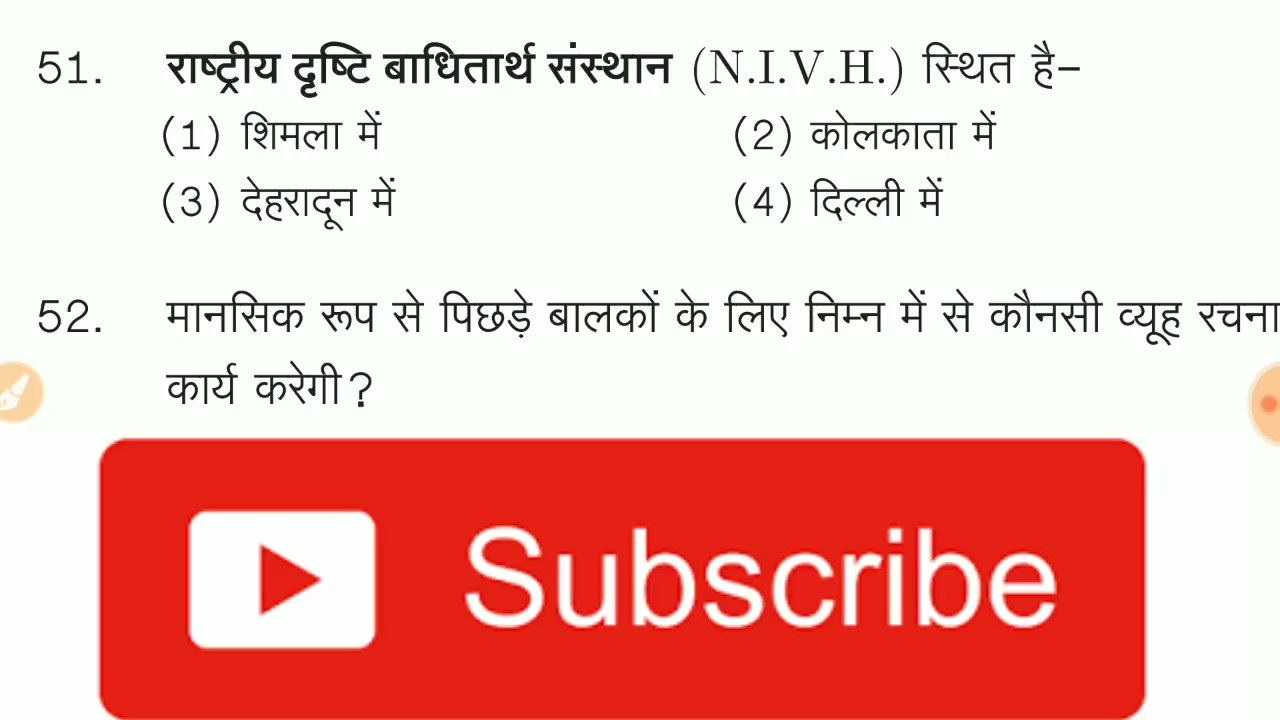 51. राष्ट्रीय दृष्टि बाधितार्थ संस्थान (N.I.V.H.) स्थित है–
(1) शिमला में (2) कोलकाता में
(3) देहरादून में (4) दिल्ली में
52. मानसिक रूप से पिछड़े बालकों के लिए निम्न में से कौनसी व्यूह रचना
कार्य करेगी?
Subscribe